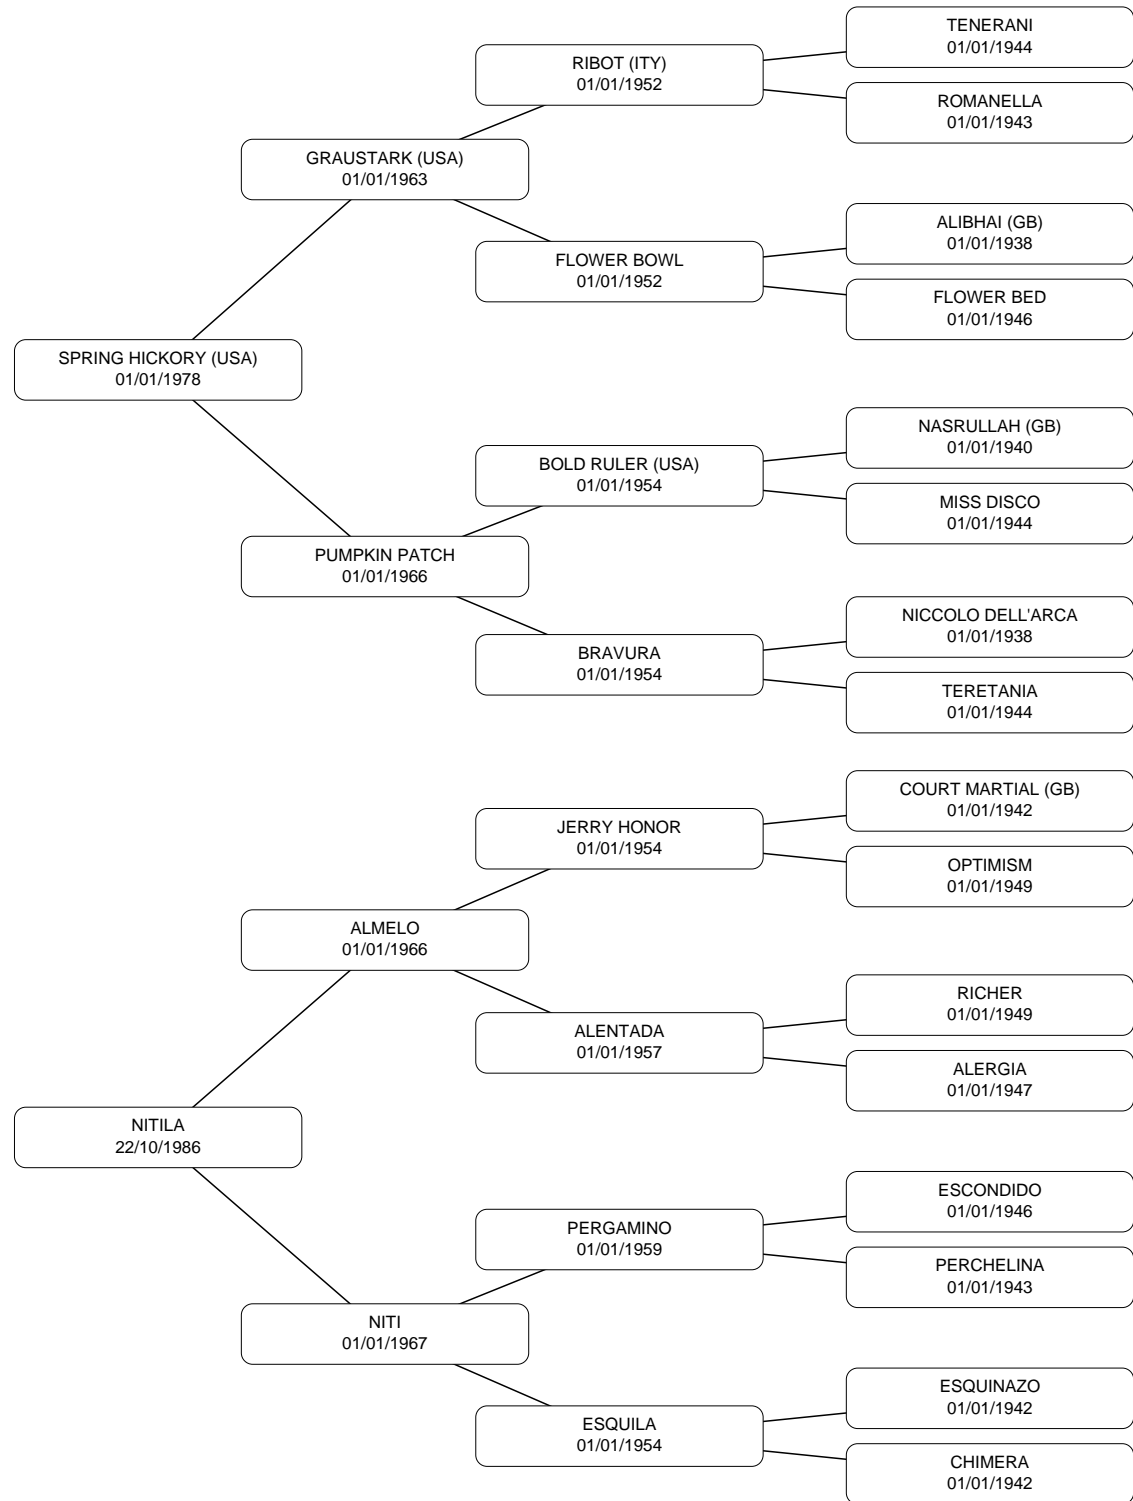 TENERANI
01/01/1944
RIBOT (ITY)
01/01/1952
ROMANELLA
01/01/1943
GRAUSTARK (USA)
01/01/1963
ALIBHAI (GB)
01/01/1938
FLOWER BOWL
01/01/1952
FLOWER BED
01/01/1946
SPRING HICKORY (USA)
01/01/1978
NASRULLAH (GB)
01/01/1940
BOLD RULER (USA)
01/01/1954
MISS DISCO
01/01/1944
PUMPKIN PATCH
01/01/1966
NICCOLO DELL'ARCA
01/01/1938
BRAVURA
01/01/1954
TERETANIA
01/01/1944
COURT MARTIAL (GB)
01/01/1942
JERRY HONOR
01/01/1954
OPTIMISM
01/01/1949
ALMELO
01/01/1966
RICHER
01/01/1949
ALENTADA
01/01/1957
ALERGIA
01/01/1947
NITILA
22/10/1986
ESCONDIDO
01/01/1946
PERGAMINO
01/01/1959
PERCHELINA
01/01/1943
NITI
01/01/1967
ESQUINAZO
01/01/1942
ESQUILA
01/01/1954
CHIMERA
01/01/1942